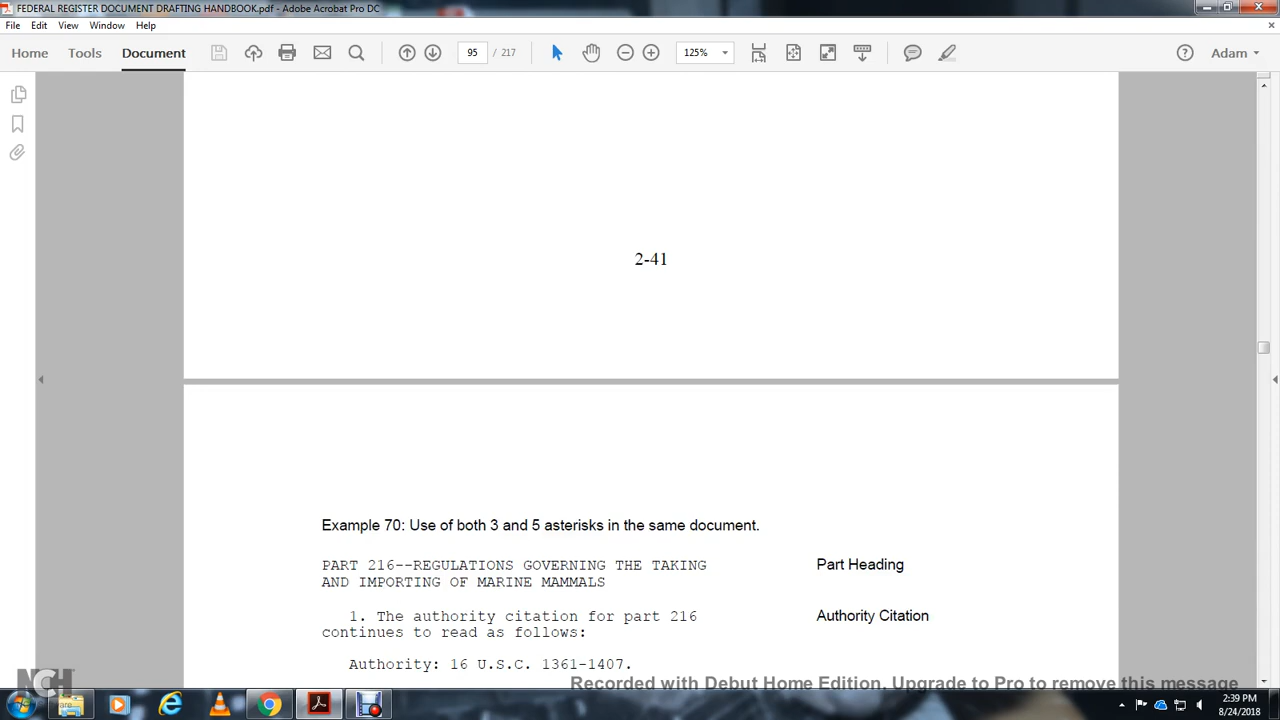 FEDERAL REGISTER DOCUMENT DRAFTING HANDBOOK.pdf - Adobe Acrobat Pro DC
File Edit View Window Help
Home Tools Document 95 / 217 125% Adam
2-41
Example 70: Use of both 3 and 5 asterisks in the same document.
PART 216--REGULATIONS GOVERNING THE TAKING Part Heading
AND IMPORTING OF MARINE MAMMALS
1. The authority citation for part 216 Authority Citation
continues to read as follows:
Authority: 16 U.S.C. 1361-1407.
NCH
Recorded with Debut Home Edition. Upgrade to Pro to remove this message
2:39 PM
8/24/2018